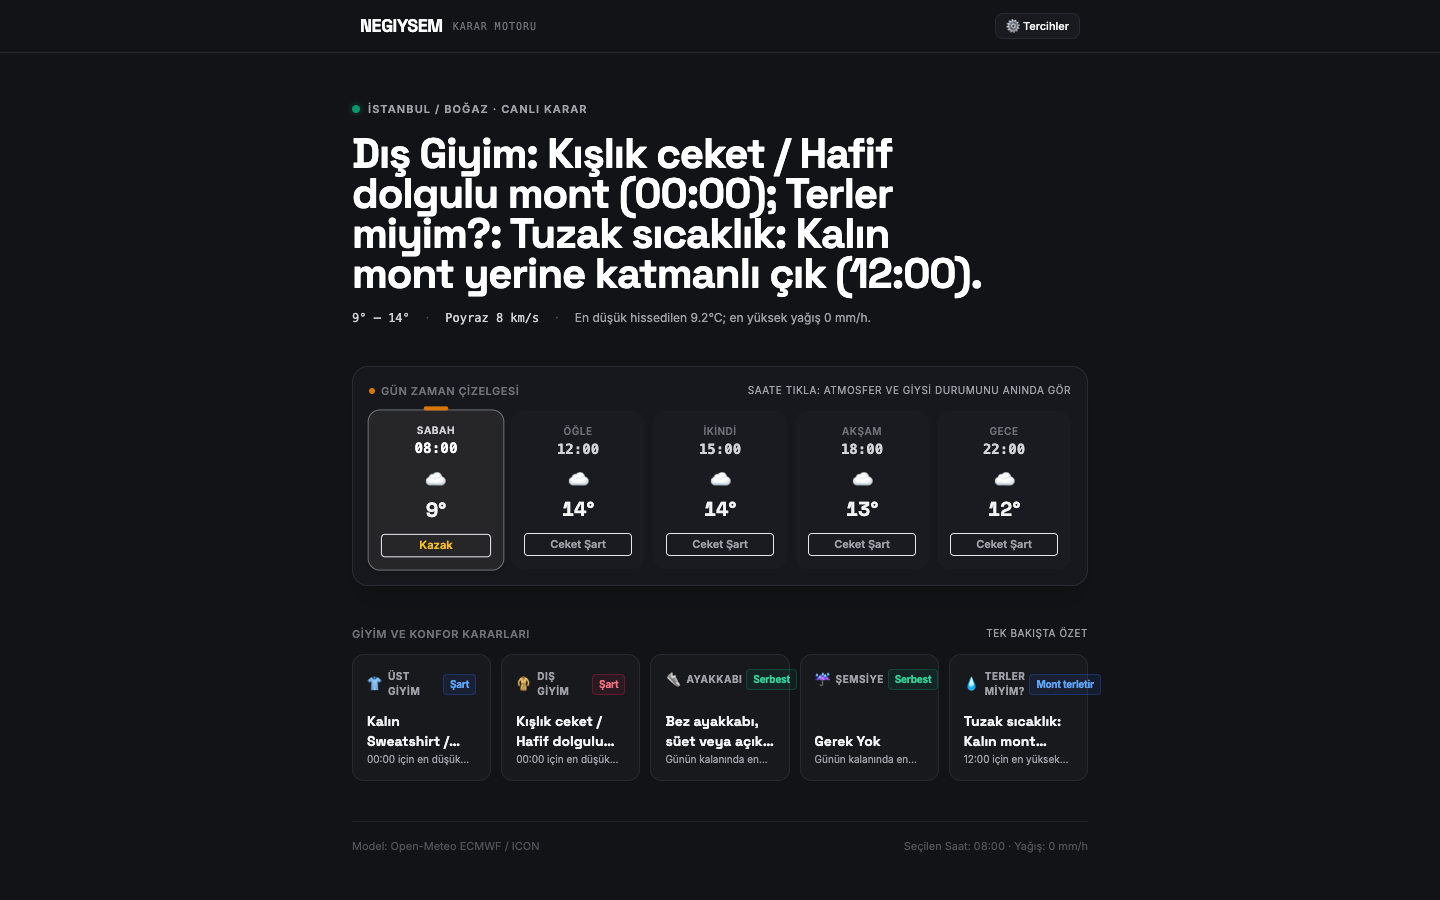 NEGIYSEM KARAR MOTORU
⚙️ Tercihler
İSTANBUL / BOĞAZ · CANLI KARAR
Dış Giyim: Kışlık ceket / Hafif
dolgulu mont (00:00); Terler
miyim?: Tuzak sıcaklık: Kalın
mont yerine katmanlı çık (12:00).
9° — 14° · Poyraz 8 km/s · En düşük hissedilen 9.2°C; en yüksek yağış 0 mm/h.
GÜN ZAMAN ÇİZELGESİ
SAATE TIKLA: ATMOSFER VE GİYSİ DURUMUNU ANINDA GÖR
SABAH
08:00
9°
Kazak
ÖĞLE
12:00
14°
Ceket Şart
İKİNDİ
15:00
14°
Ceket Şart
AKŞAM
18:00
13°
Ceket Şart
GECE
22:00
12°
Ceket Şart
GİYİM VE KONFOR KARARLARI
TEK BAKIŞTA ÖZET
ÜST
GİYİM
Şart
Kalın
Sweatshirt /...
00:00 için en düşük...
DIŞ
GİYİM
Şart
Kışlık ceket /
Hafif dolgulu...
00:00 için en düşük...
AYAKKABI
Serbest
Bez ayakkabı,
süet veya açık...
Günün kalanında en...
ŞEMSİYE
Serbest
Gerek Yok
Günün kalanında en...
TERLER
MİYİM?
Mont terletir
Tuzak sıcaklık:
Kalın mont...
12:00 için en yüksek...
Model: Open-Meteo ECMWF / ICON
Seçilen Saat: 08:00 · Yağış: 0 mm/h